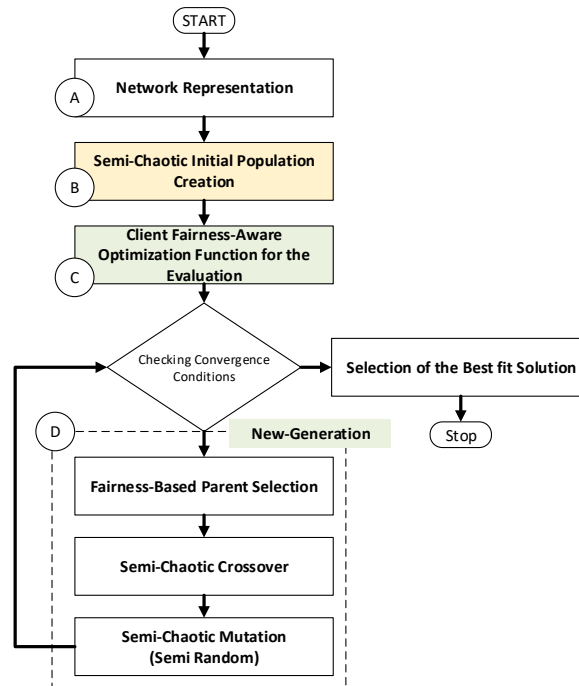 START
A
Network Representation
B
Semi-Chaotic Initial Population
Creation
C
Client Fairness-Aware
Optimization Function for the
Evaluation
Checking Convergence
Conditions
Selection of the Best fit Solution
Stop
D
New-Generation
Fairness-Based Parent Selection
Semi-Chaotic Crossover
Semi-Chaotic Mutation
(Semi Random)